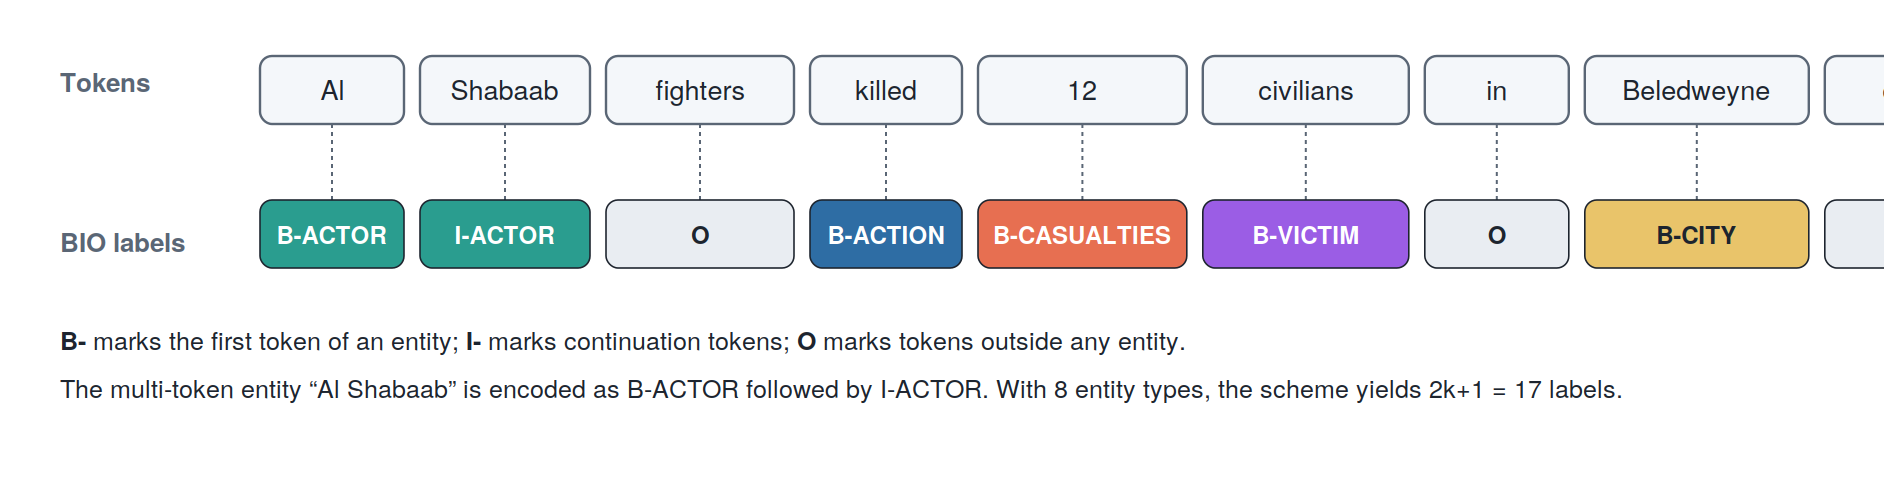 Tokens Al Shabaab fighters killed 12 civilians in Beledweyne
BIO labels B-ACTOR I-ACTOR O B-ACTION B-CASUALTIES B-VICTIM O B-CITY
B- marks the first token of an entity; I- marks continuation tokens; O marks tokens outside any entity.
The multi-token entity “Al Shabaab” is encoded as B-ACTOR followed by I-ACTOR. With 8 entity types, the scheme yields 2k+1 = 17 labels.